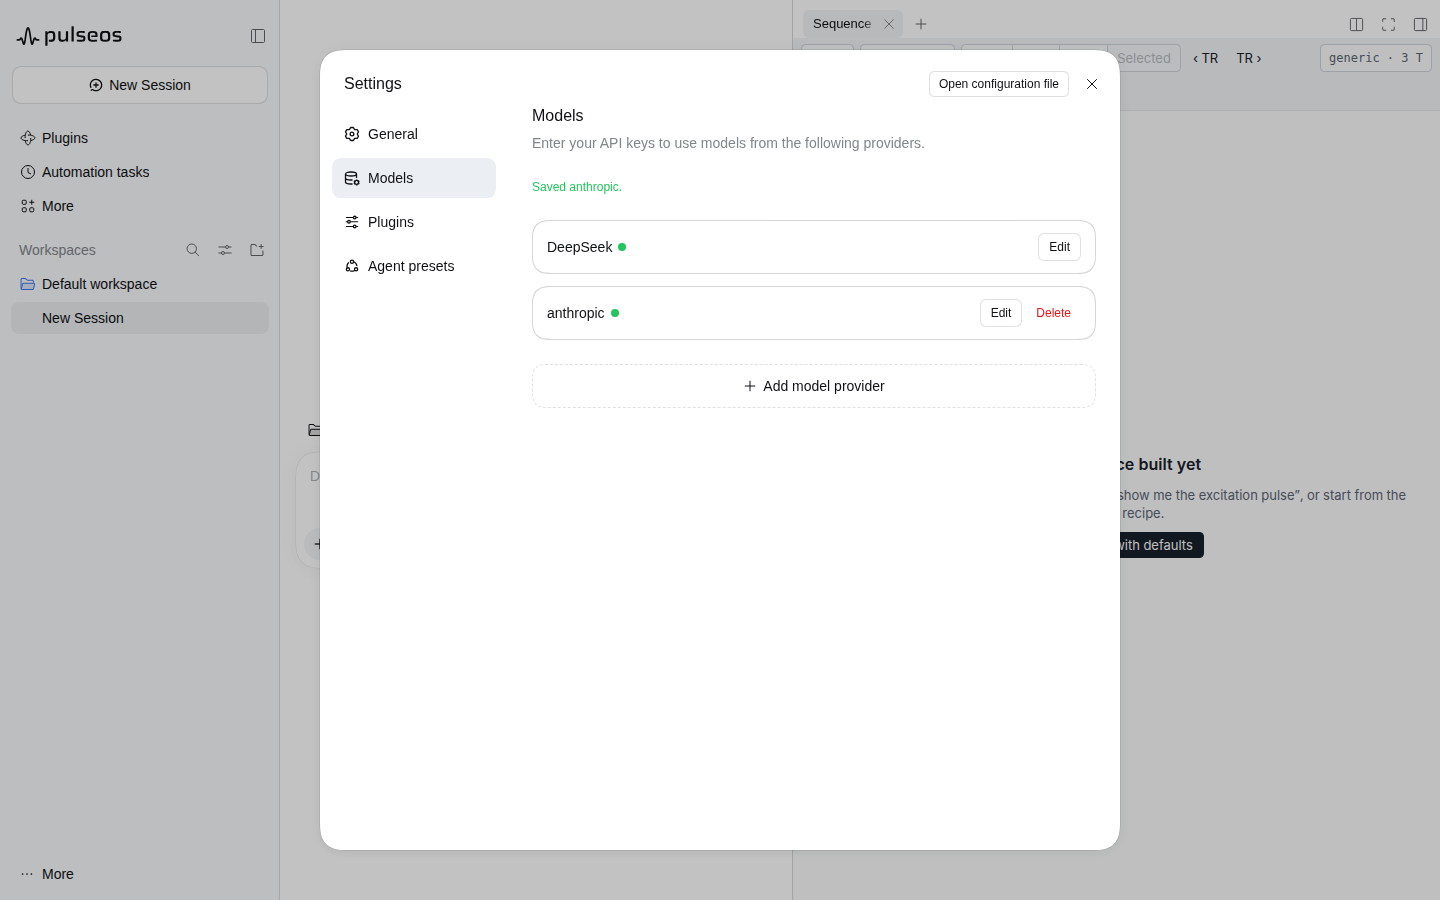 pulseos
New Session
Plugins
Automation tasks
More
Workspaces
Default workspace
New Session
More
Sequence
Selected
‹ TR
TR ›
generic · 3 T
Settings
Open configuration file
General
Models
Plugins
Agent presets
Models
Enter your API keys to use models from the following providers.
Saved anthropic.
DeepSeek
Edit
anthropic
Edit
Delete
Add model provider
D
ce built yet
show me the excitation pulse”, or start from the
recipe.
with defaults